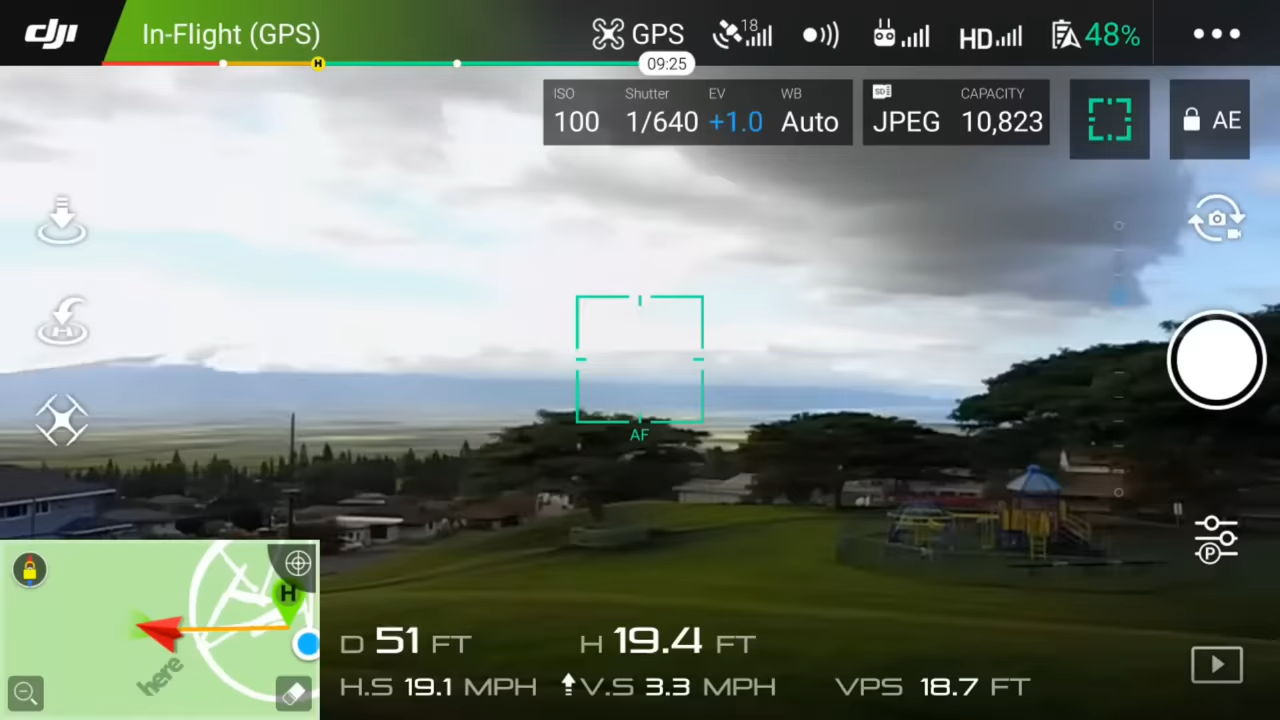 dji In-Flight (GPS) GPS 18 HD 48%
H 09:25
ISO Shutter EV WB SD CAPACITY
100 1/640 +1.0 Auto JPEG 10,823 AE
AF
H
here
P
D 51 FT H 19.4 FT
H.S 19.1 MPH V.S 3.3 MPH VPS 18.7 FT